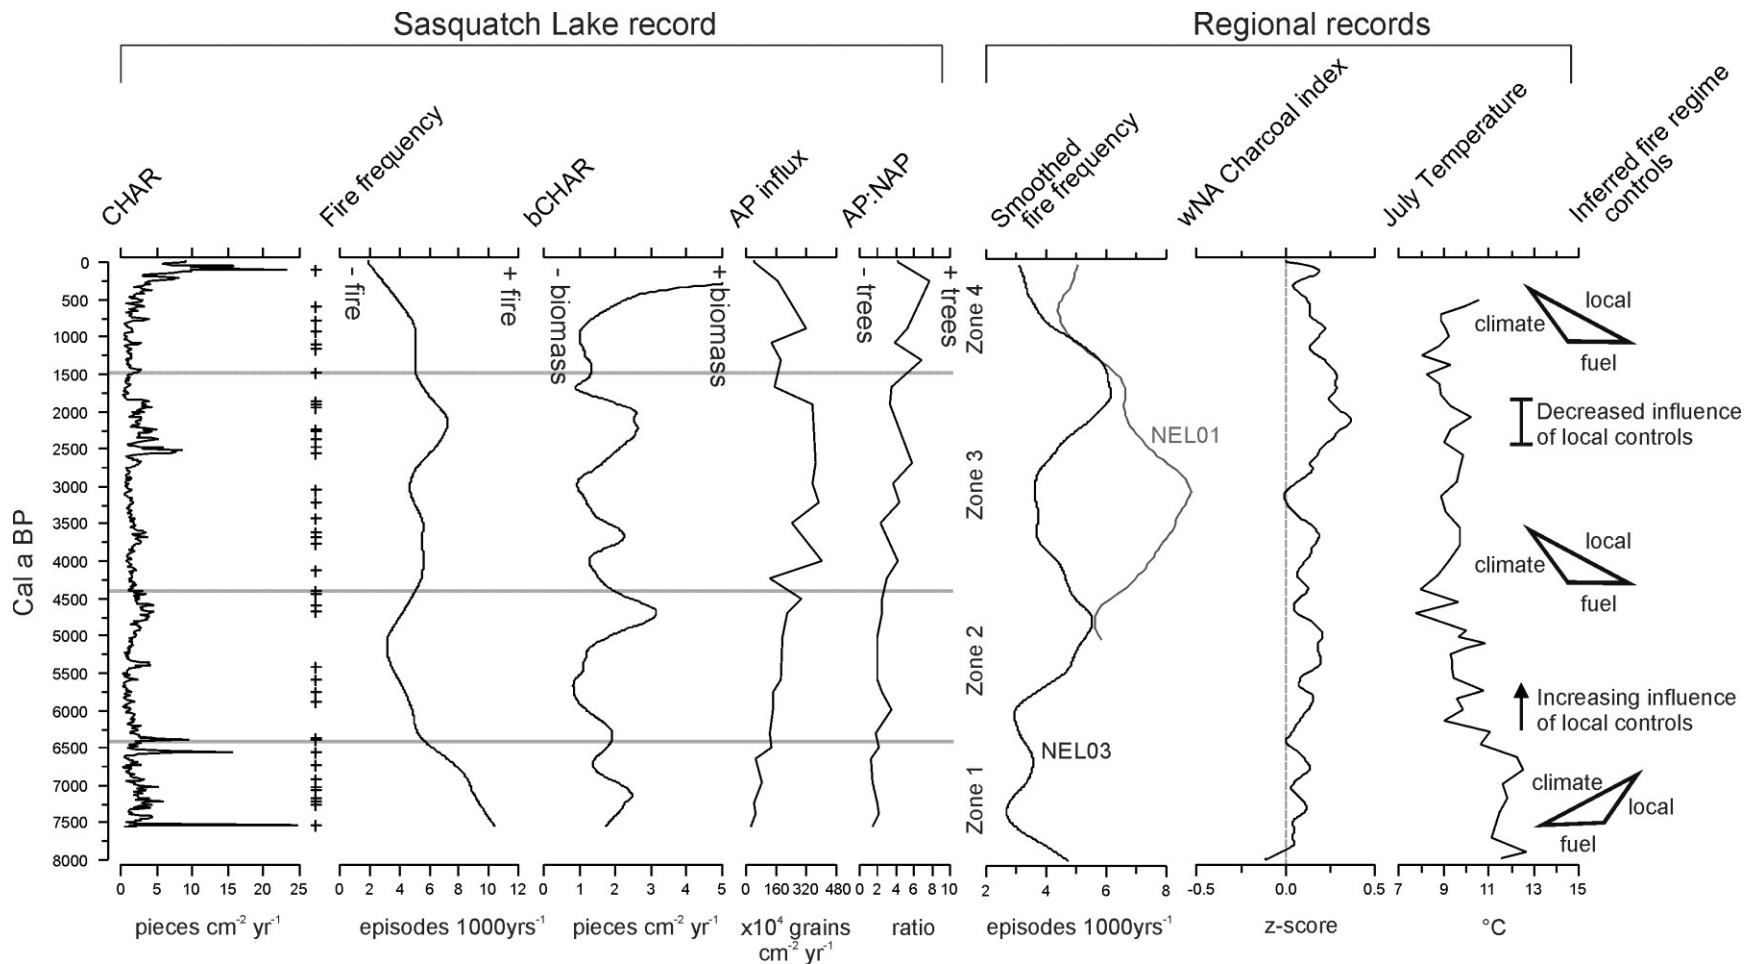 Sasquatch Lake record
Regional records
CHAR
Fire frequency
bCHAR
AP influx
AP:NAP
Smoothed
fire frequency
wNA Charcoal index
July Temperature
Inferred fire regime
controls
Cal a BP
0
500
1000
1500
2000
2500
3000
3500
4000
4500
5000
5500
6000
6500
7000
7500
8000
- fire
+ fire
- biomass
+ biomass
- trees
+ trees
Zone 4
Zone 3
Zone 2
Zone 1
NEL01
NEL03
local
climate
fuel
Decreased influence
of local controls
local
climate
fuel
Increasing influence
of local controls
climate
local
fuel
0 5 10 15 20 25
pieces cm⁻² yr⁻¹
0 2 4 6 8 10 12
episodes 1000yrs⁻¹
0 1 2 3 4 5
pieces cm⁻² yr⁻¹
0 160 320 480
x10⁴ grains
cm⁻² yr⁻¹
0 2 4 6 8 10
ratio
2 4 6 8
episodes 1000yrs⁻¹
-0.5 0.0 0.5
z-score
7 9 11 13 15
°C